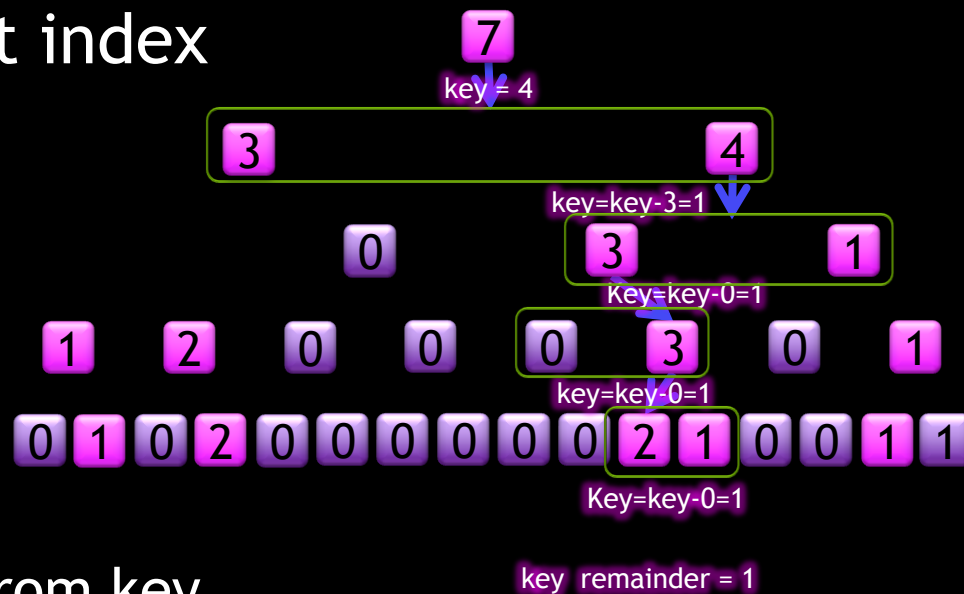 t index
7
key = 4
3 4
key=key-3=1
0 3 1
Key=key-0=1
1 2 0 0 0 3 0 1
key=key-0=1
0 1 0 2 0 0 0 0 0 0 2 1 0 0 1 1
Key=key-0=1
rom key
key remainder = 1